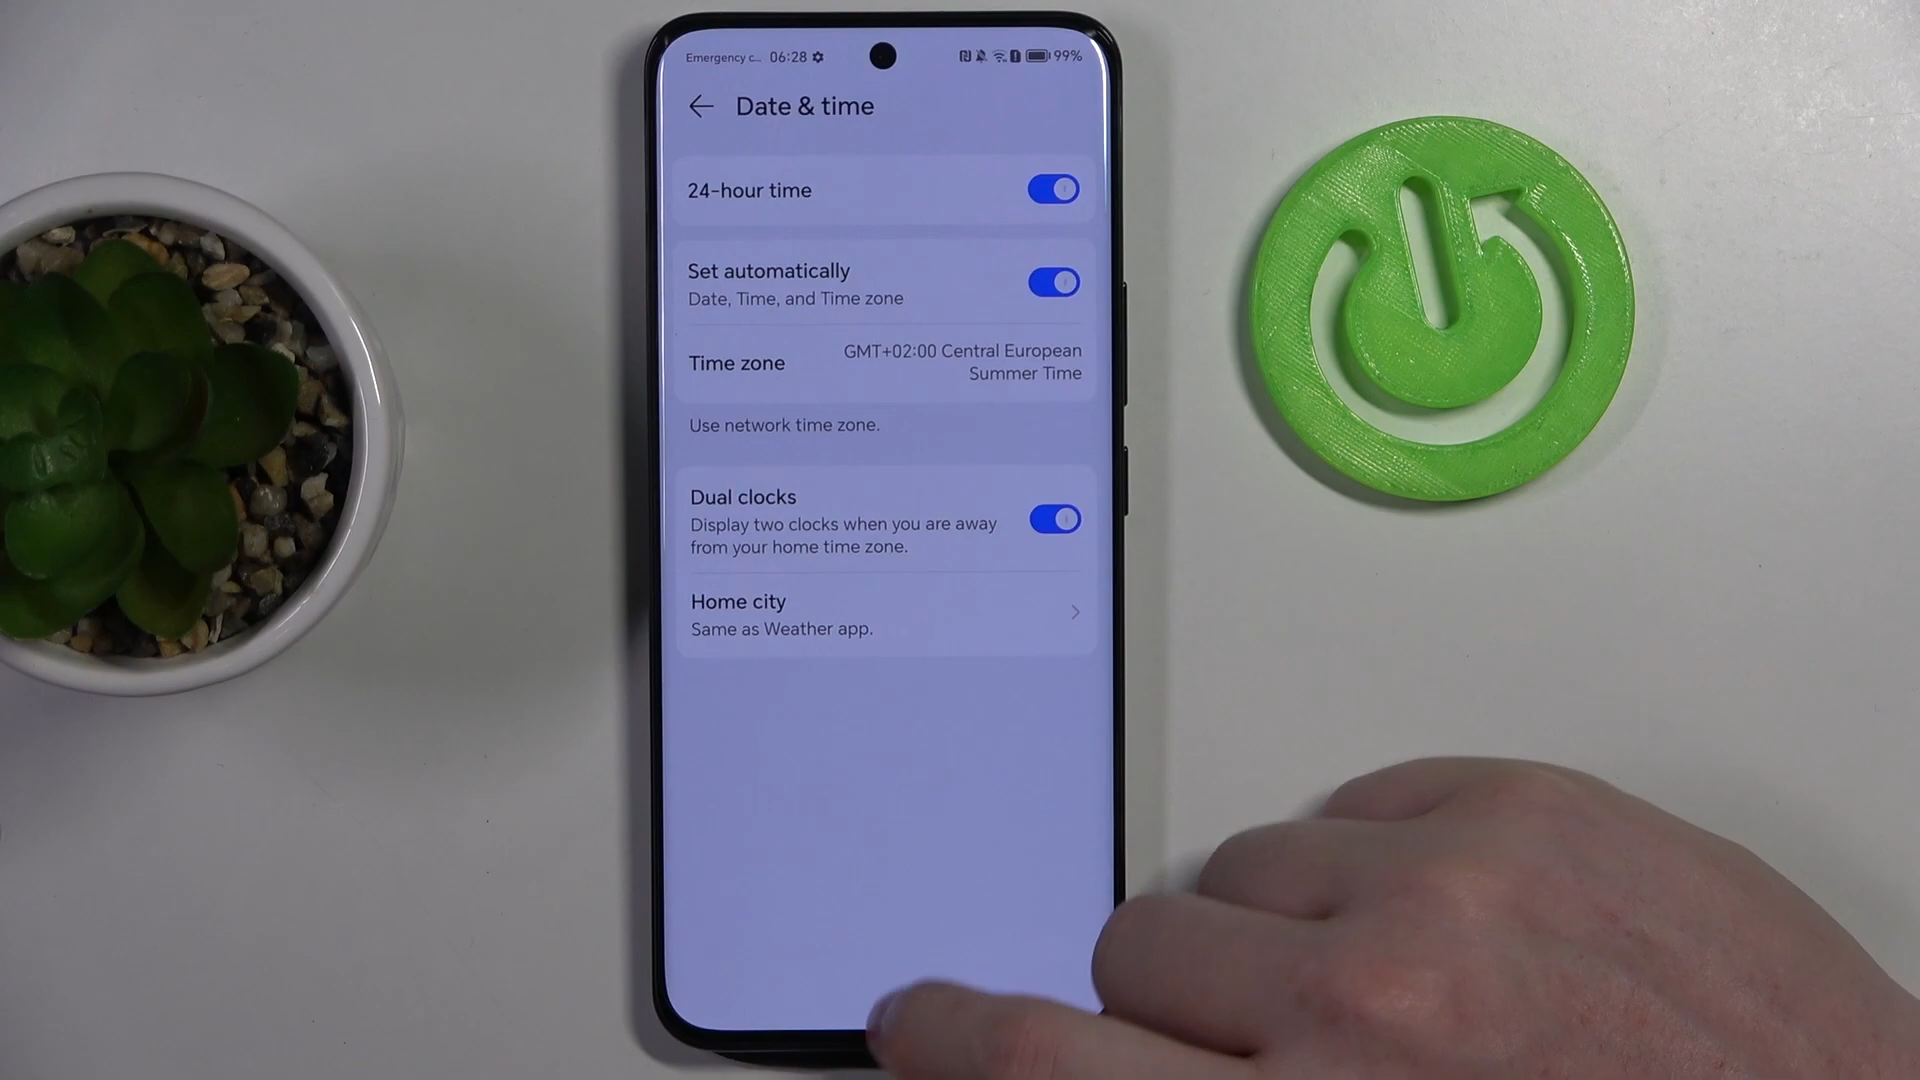 Emergency c... 06:28 99%
Date & time
24-hour time
Set automatically
Date, Time, and Time zone
Time zone
GMT+02:00 Central European
Summer Time
Use network time zone.
Dual clocks
Display two clocks when you are away
from your home time zone.
Home city
Same as Weather app.